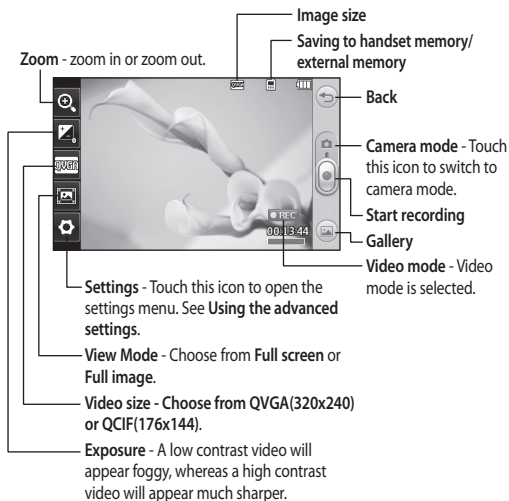 Image size
Saving to handset memory/
external memory
Zoom - zoom in or zoom out.
Back
Camera mode - Touch
this icon to switch to
camera mode.
Start recording
Gallery
Video mode - Video
mode is selected.
QVGA
QVGA
REC
00:13:44
Settings - Touch this icon to open the
settings menu. See Using the advanced
settings.
View Mode - Choose from Full screen or
Full image.
Video size - Choose from QVGA(320x240)
or QCIF(176x144).
Exposure - A low contrast video will
appear foggy, whereas a high contrast
video will appear much sharper.